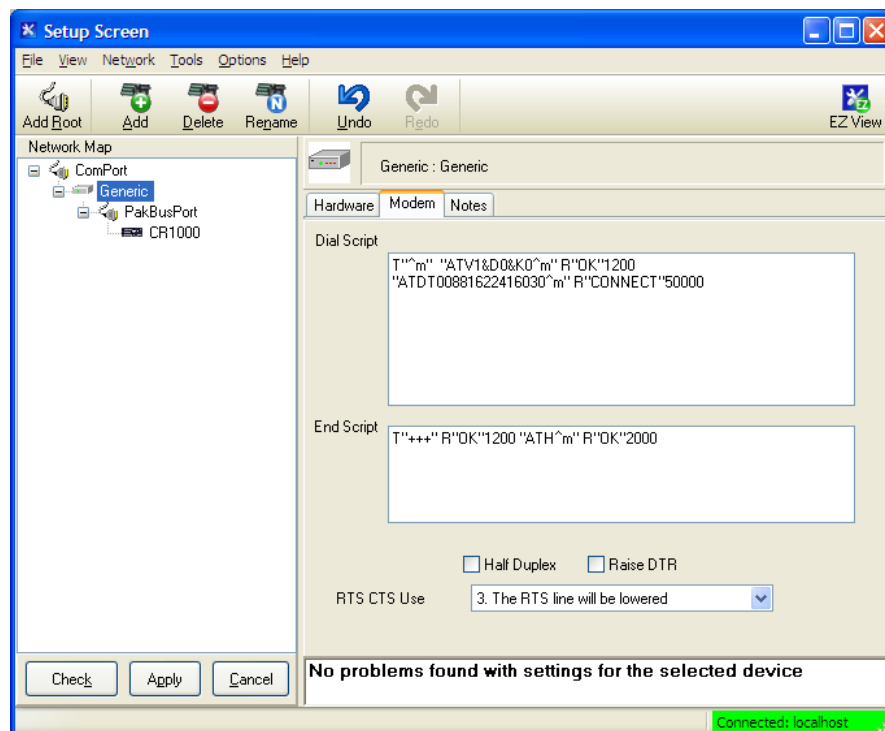 Setup Screen
File View Network Tools Options Help
Add Root Add Delete Rename Undo Redo EZ View
Network Map
ComPort
Generic
PakBusPort
CR1000
Generic : Generic
Hardware Modem Notes
Dial Script
T"^m" "ATV1&D0&K0^m" R"OK"1200
"ATDT00881622416030^m" R"CONNECT"50000
End Script
T"+++" R"OK"1200 "ATH^m" R"OK"2000
Half Duplex Raise DTR
RTS CTS Use 3. The RTS line will be lowered
Check Apply Cancel
No problems found with settings for the selected device
Connected: localhost